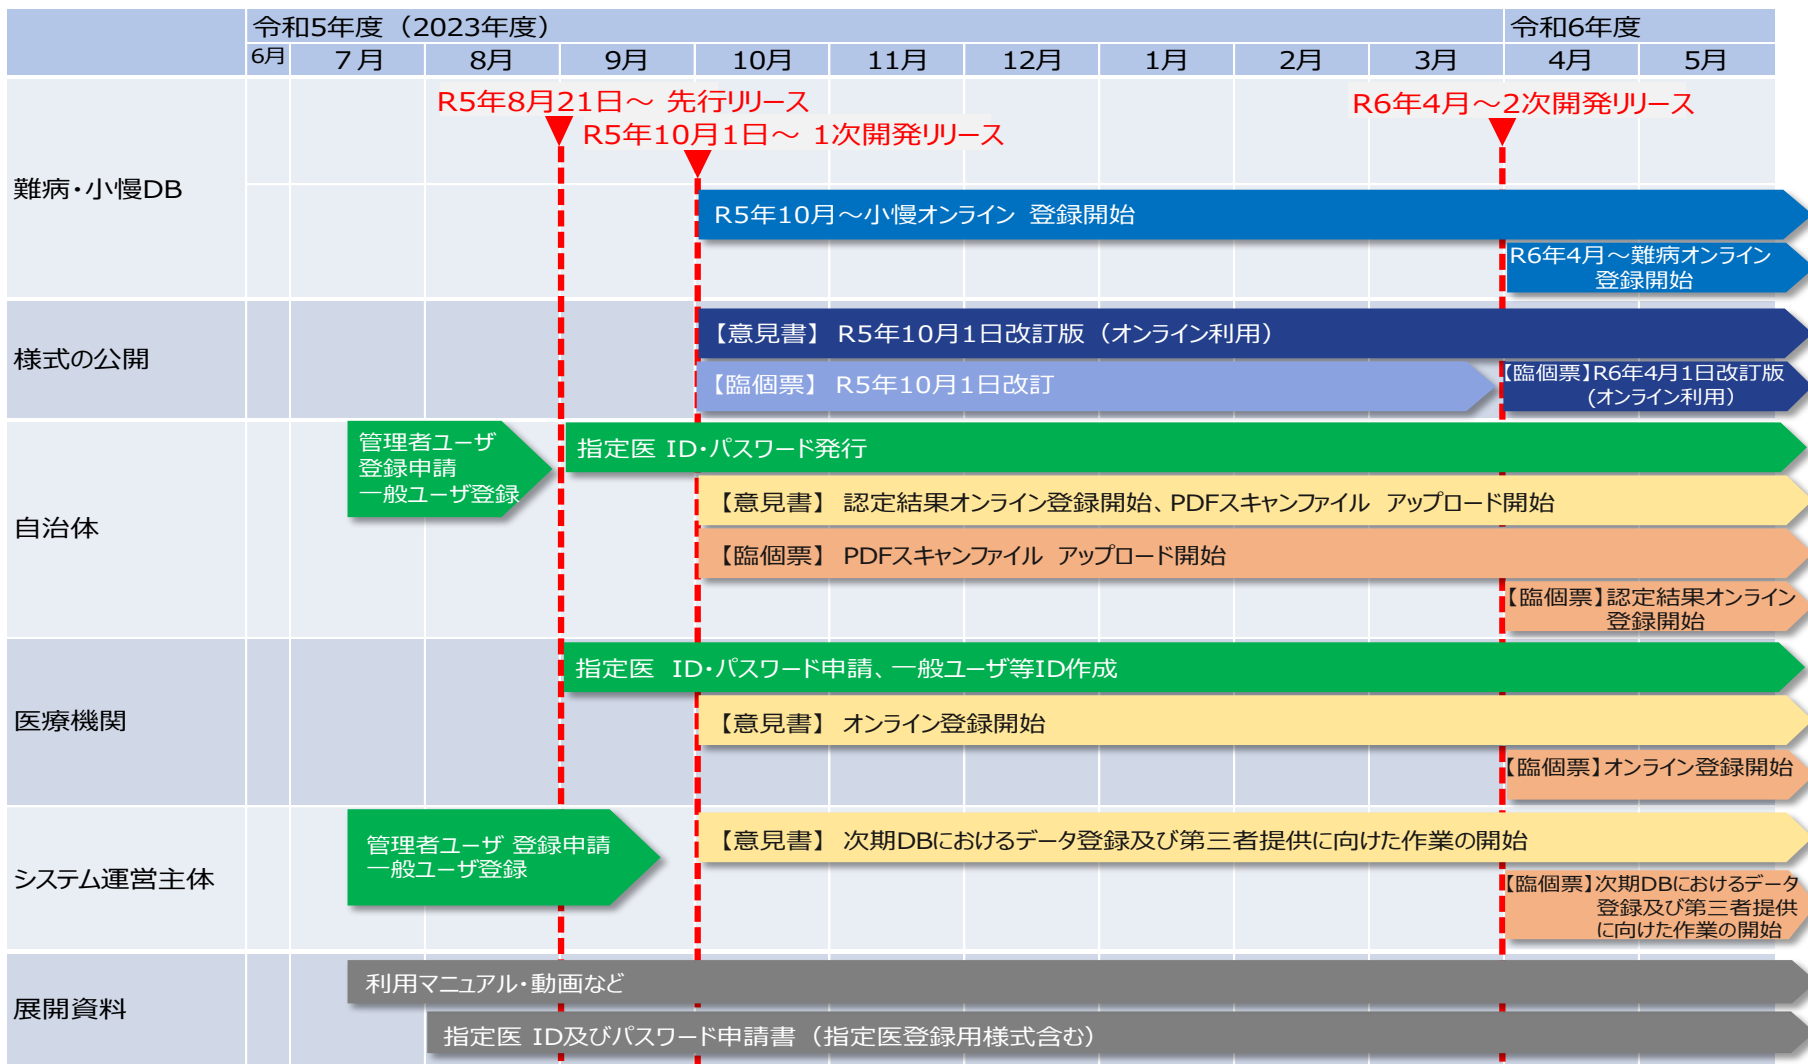 令和5年度（2023年度）
令和6年度
6月
7月
8月
9月
10月
11月
12月
1月
2月
3月
4月
5月
難病・小慢DB
R5年8月21日～ 先行リリース
R5年10月1日～ 1次開発リリース
R6年4月～2次開発リリース
R5年10月～小慢オンライン 登録開始
R6年4月～難病オンライン
登録開始
様式の公開
【意見書】 R5年10月1日改訂版（オンライン利用）
【臨個票】 R5年10月1日改訂
【臨個票】R6年4月1日改訂版
（オンライン利用）
自治体
管理者ユーザ
登録申請
一般ユーザ登録
指定医 ID・パスワード発行
【意見書】 認定結果オンライン登録開始、PDFスキャンファイル アップロード開始
【臨個票】 PDFスキャンファイル アップロード開始
【臨個票】認定結果オンライン
登録開始
医療機関
指定医 ID・パスワード申請、一般ユーザ等ID作成
【意見書】 オンライン登録開始
【臨個票】オンライン登録開始
システム運営主体
管理者ユーザ 登録申請
一般ユーザ登録
【意見書】 次期DBにおけるデータ登録及び第三者提供に向けた作業の開始
【臨個票】次期DBにおけるデータ
登録及び第三者提供
に向けた作業の開始
展開資料
利用マニュアル・動画など
指定医 ID及びパスワード申請書（指定医登録用様式含む）